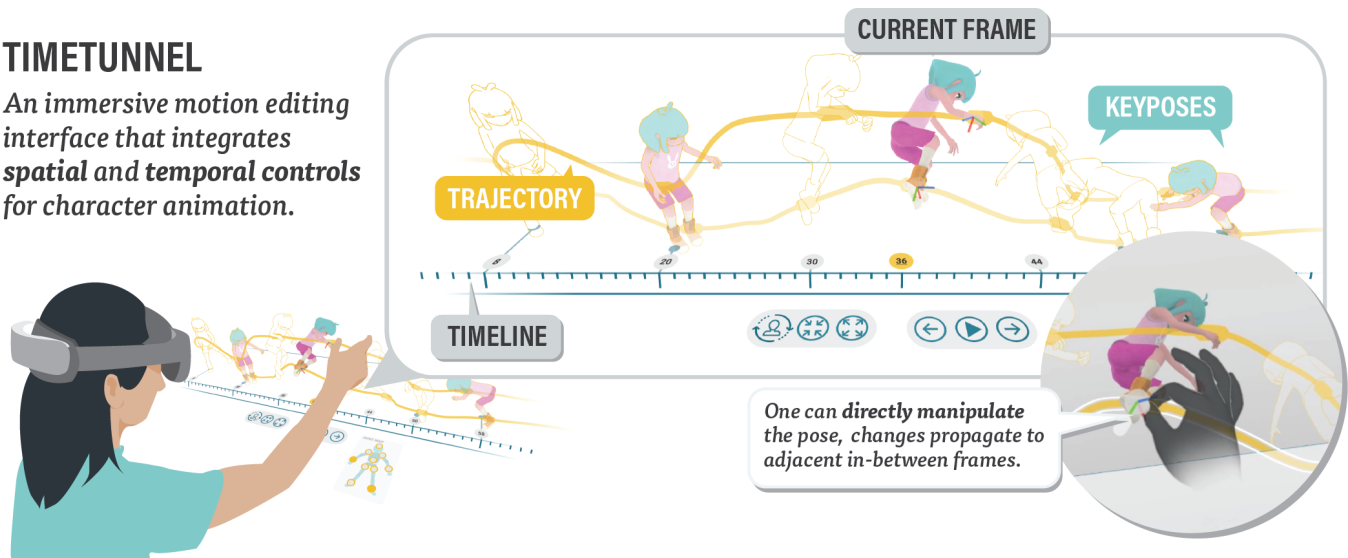 TIMETUNNEL
An immersive motion editing
interface that integrates
spatial and temporal controls
for character animation.
CURRENT FRAME
KEYPOSES
TRAJECTORY
20
30
36
44
TIMELINE
One can directly manipulate
the pose, changes propagate to
adjacent in-between frames.